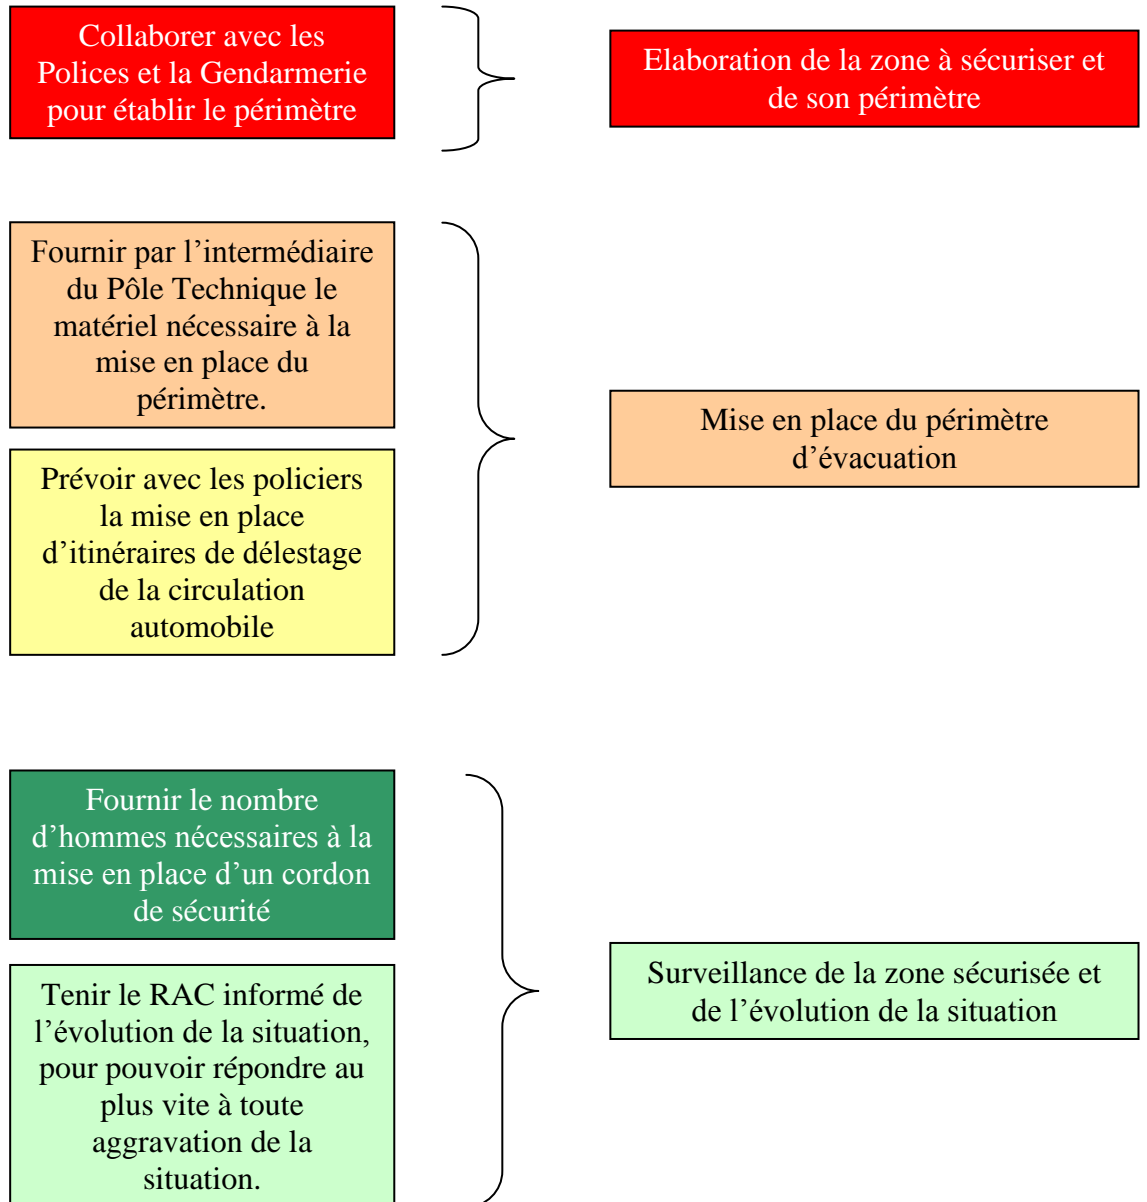 Collaborer avec les
Polices et la Gendarmerie
pour établir le périmètre
Elaboration de la zone à sécuriser et
de son périmètre
Fournir par l’intermédiaire
du Pôle Technique le
matériel nécessaire à la
mise en place du
périmètre.
Prévoir avec les policiers
la mise en place
d’itinéraires de délestage
de la circulation
automobile
Mise en place du périmètre
d’évacuation
Fournir le nombre
d’hommes nécessaires à la
mise en place d’un cordon
de sécurité
Tenir le RAC informé de
l’évolution de la situation,
pour pouvoir répondre au
plus vite à toute
aggravation de la
situation.
Surveillance de la zone sécurisée et
de l’évolution de la situation